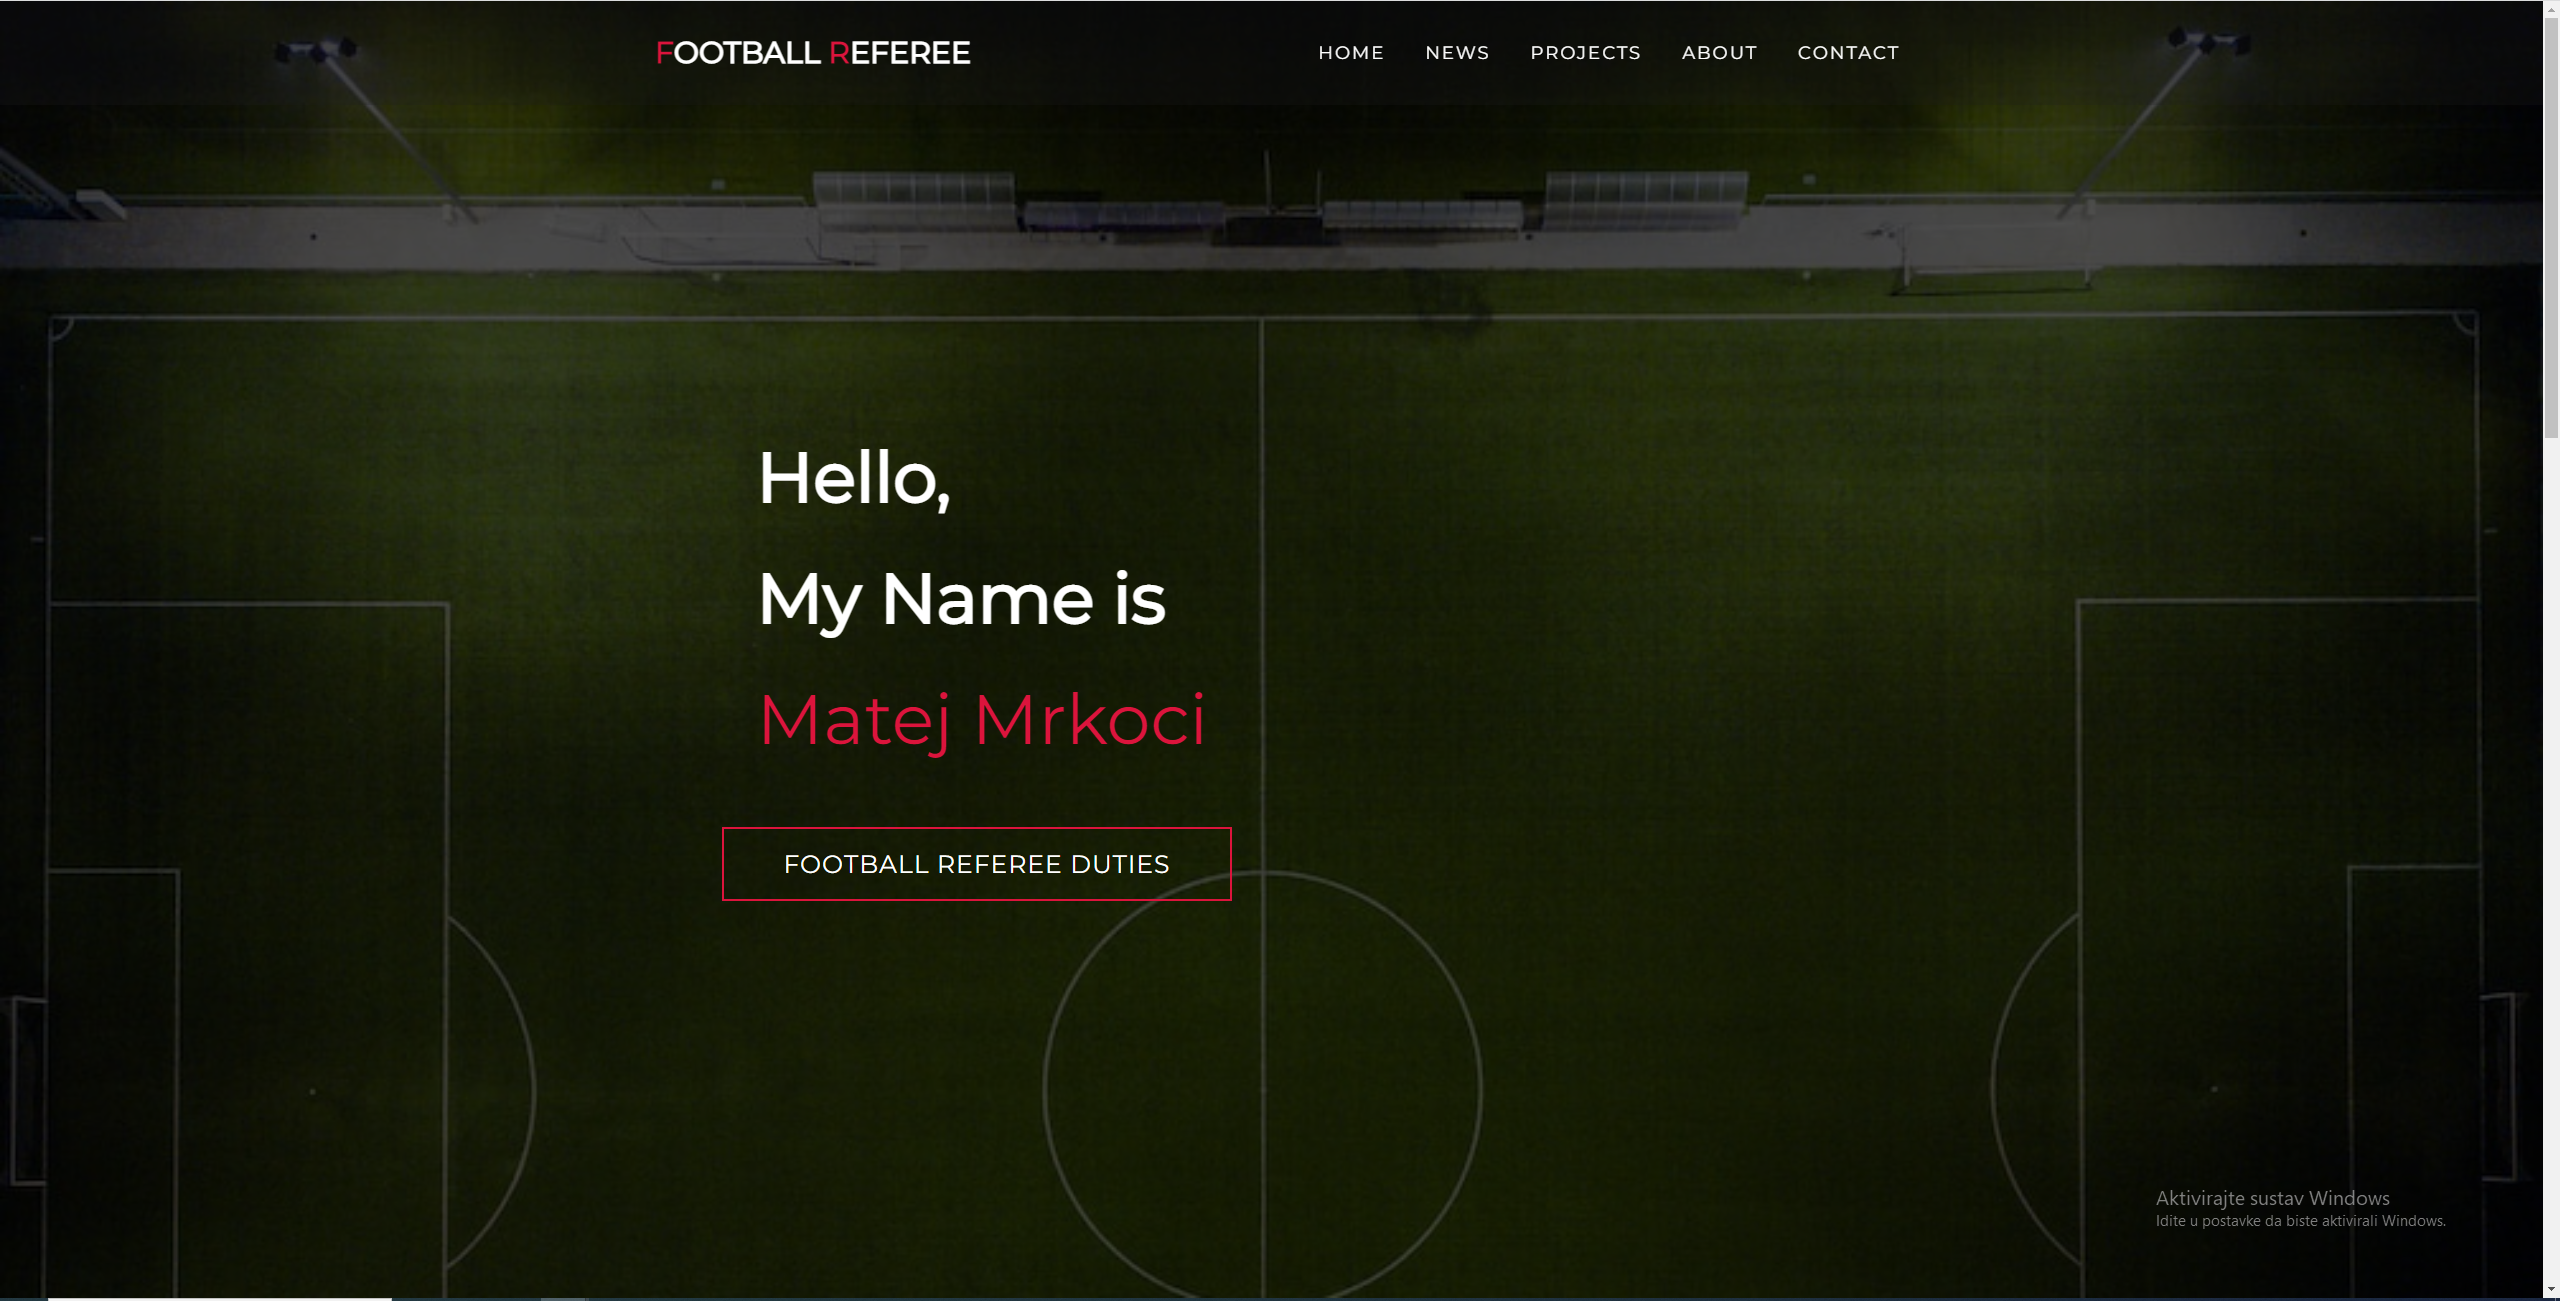 FOOTBALL REFEREE
HOME NEWS PROJECTS ABOUT CONTACT
Hello,
My Name is
Matej Mrkoci
FOOTBALL REFEREE DUTIES
Aktivirajte sustav Windows
Idite u postavke da biste aktivirali Windows.